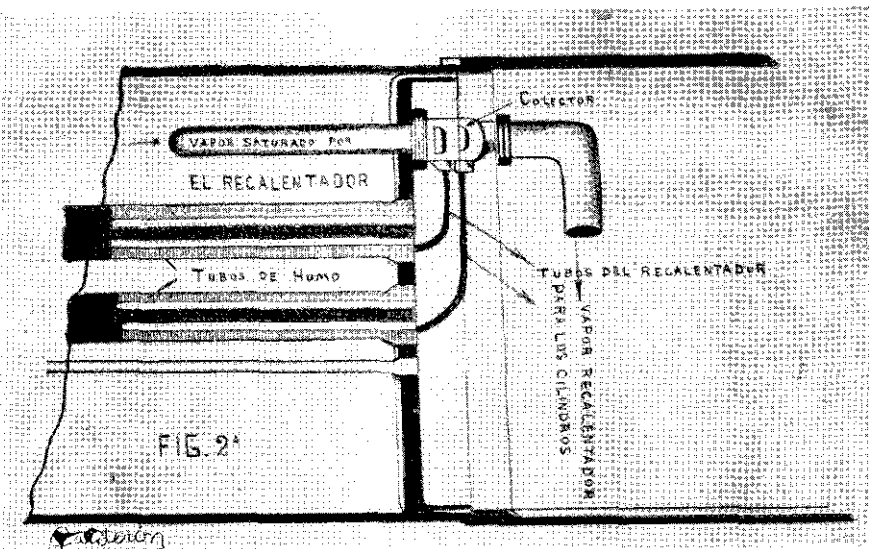 COLECTOR
VAPOR SATURADO POR
EL RECALENTADOR
TUBOS DE HUMO
TUBOS DEL RECALENTADOR
VAPOR RECALENTADOR
PARA LOS CILINDROS
FIG. 2ª